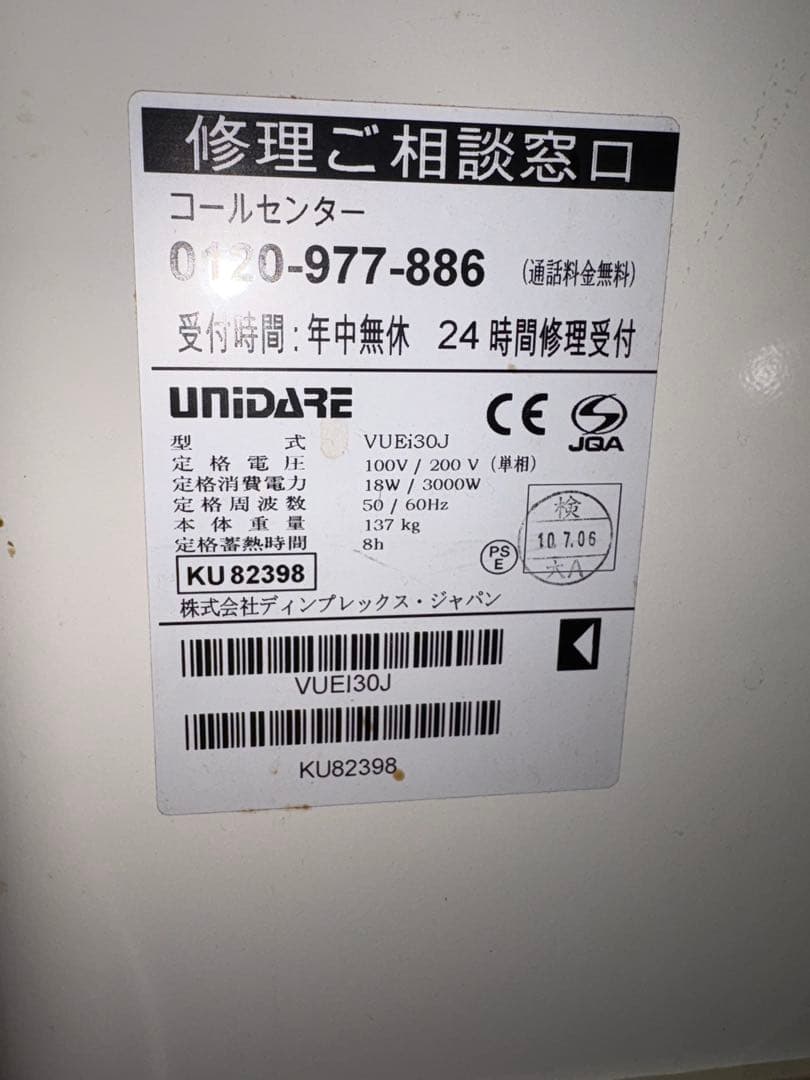 修理ご相談窓口
コールセンター
0120-977-886 (通話料金無料)
受付時間：年中無休 24時間修理受付
UNiDARE CE JQA
型式 VUEi30J
定格電圧 100V / 200 V (単相)
定格消費電力 18W / 3000W
定格周波数 50 / 60Hz
本体重量 137 kg
定格蓄熱時間 8h
PS E
検
10.7.06
大A
KU 82398
株式会社ディンプレックス・ジャパン
VUEI30J
KU82398